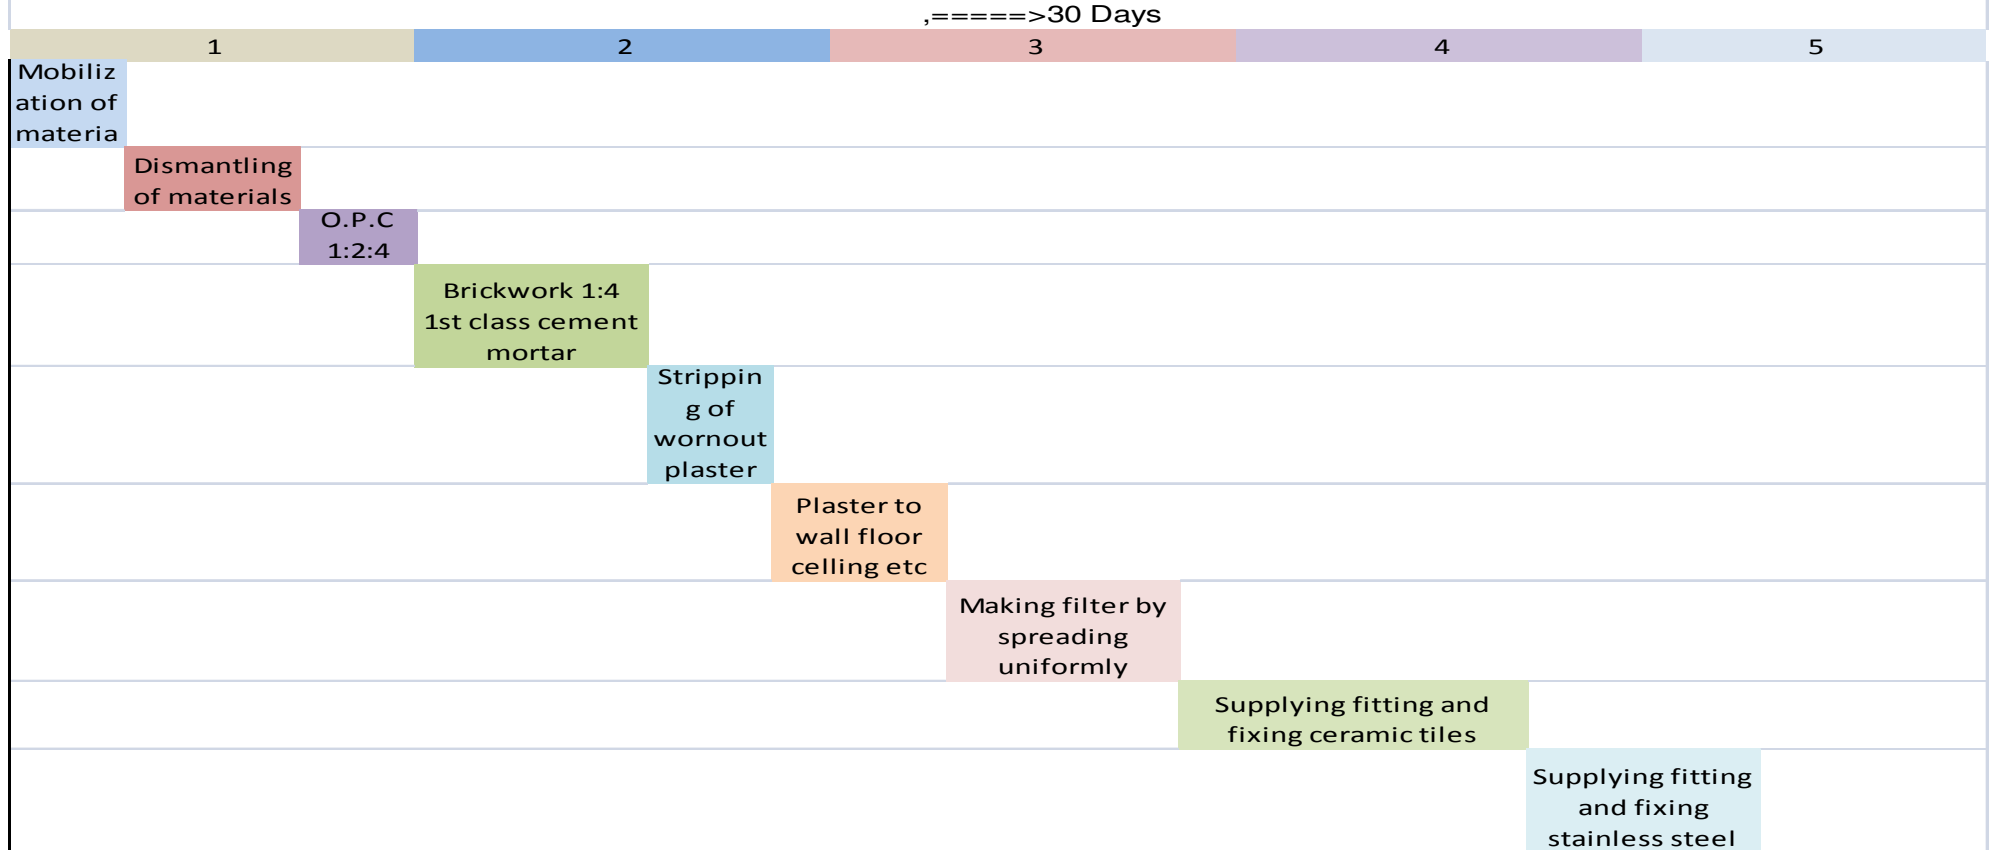 ,=====>30 Days
1 2 3 4 5
Mobiliz
ation of
materia
Dismantling
of materials
O.P.C
1:2:4
Brickwork 1:4
1st class cement
mortar
Strippin
g of
wornout
plaster
Plaster to
wall floor
celling etc
Making filter by
spreading
uniformly
Supplying fitting and
fixing ceramic tiles
Supplying fitting
and fixing
stainless steel